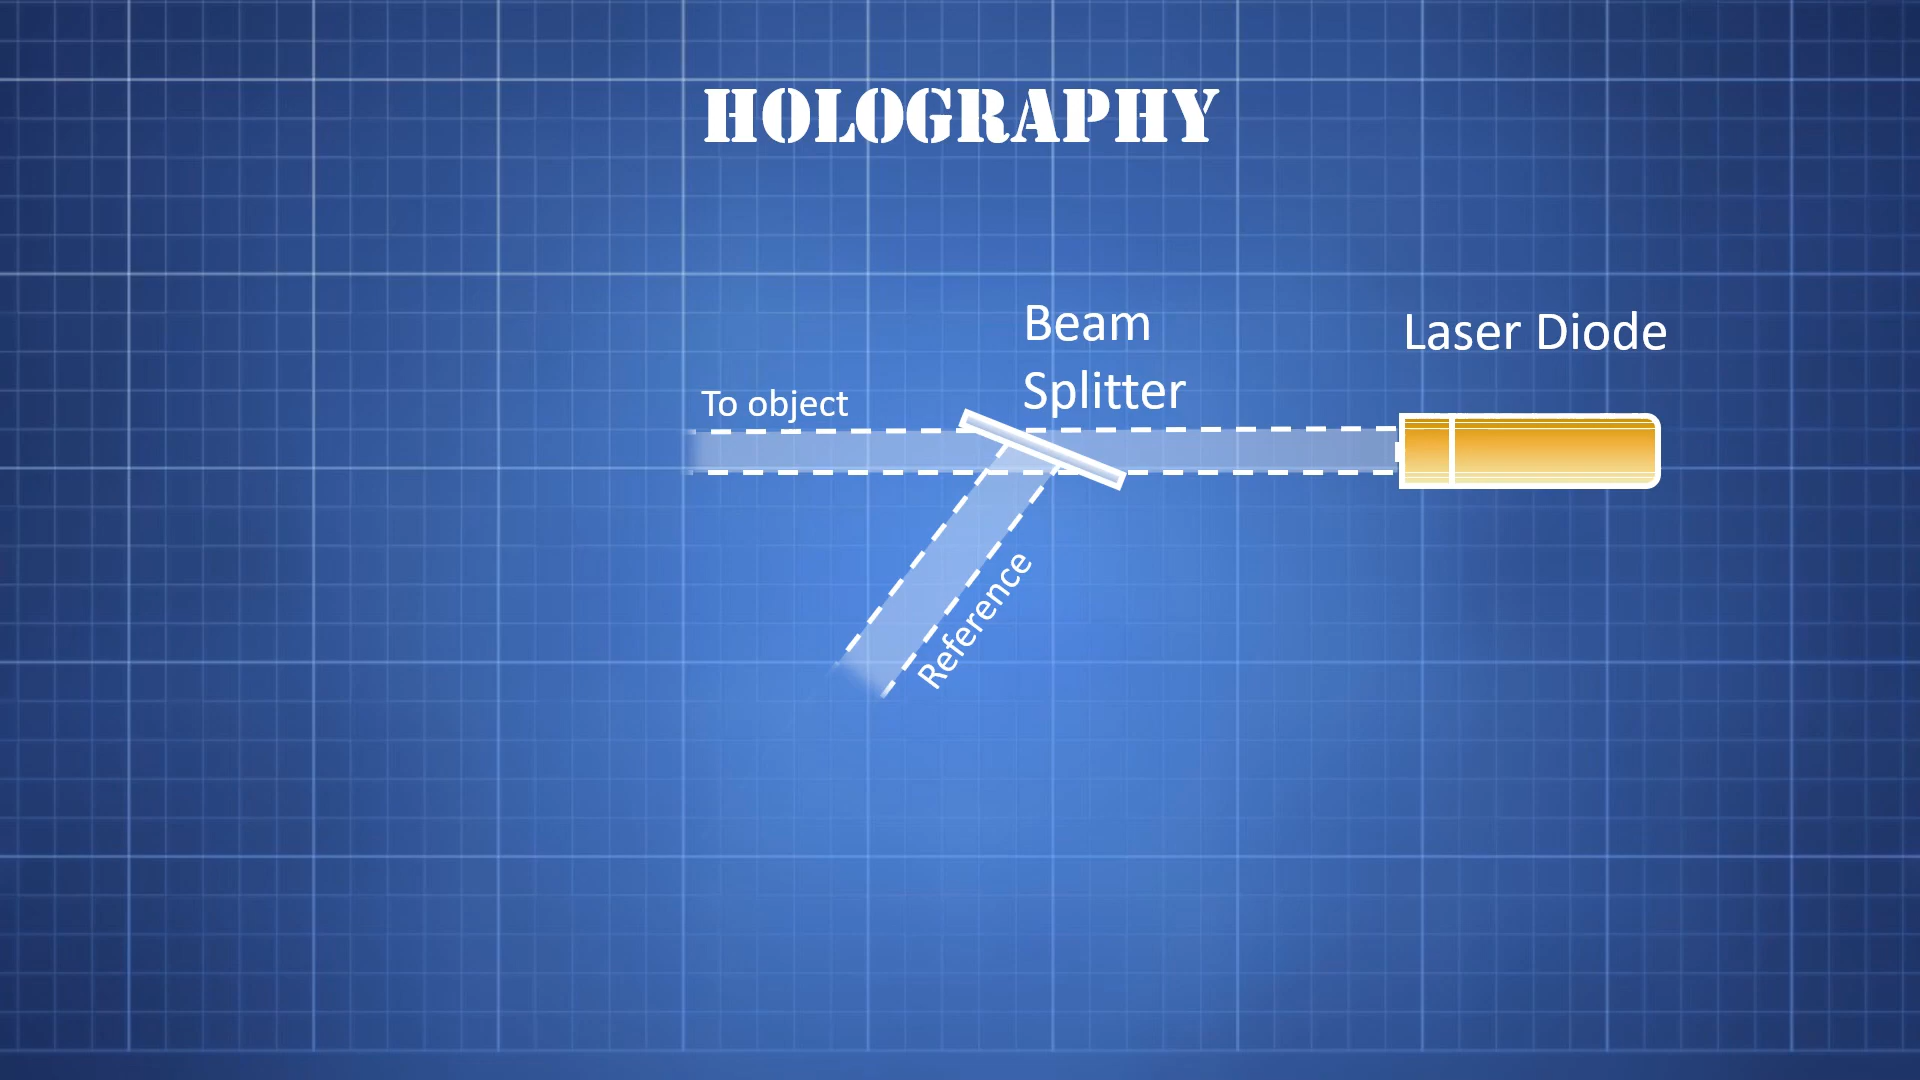 HOLOGRAPHY
Beam
Splitter
Laser Diode
To object
Reference